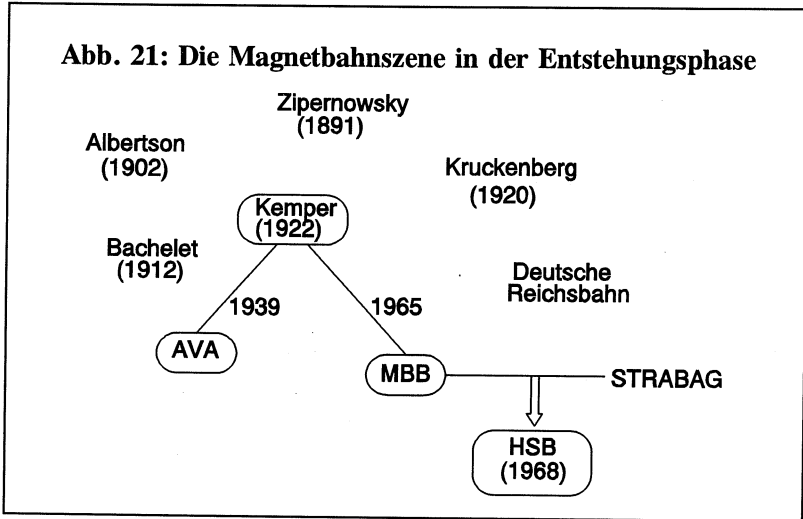 Abb. 21: Die Magnetbahnszene in der Entstehungsphase
Zipernowsky
(1891)
Albertson
(1902)
Kruckenberg
(1920)
Kemper
(1922)
Bachelet
(1912)
Deutsche
Reichsbahn
1939
1965
AVA
MBB
STRABAG
HSB
(1968)